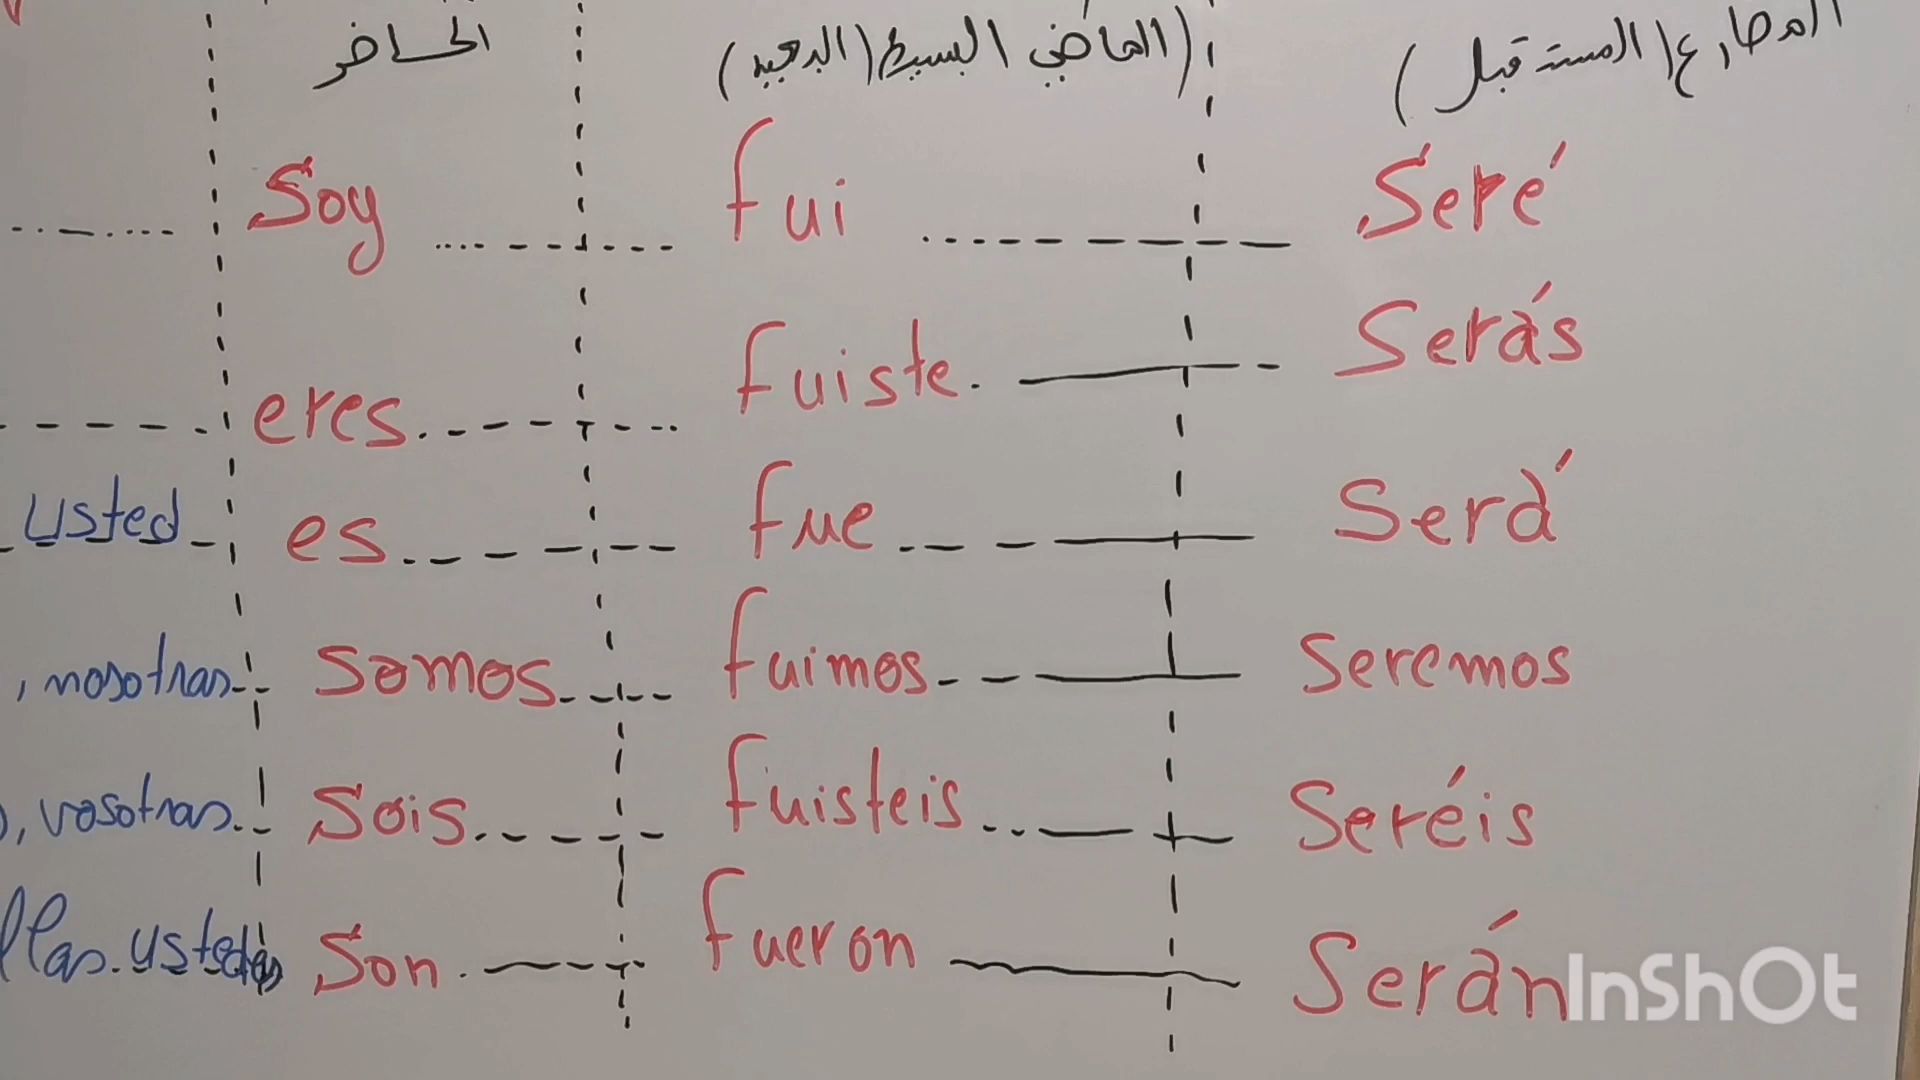 الحاضر الماضي البسيط (البعيد) المضارع (المستقبل)
Soy fui Seré
eres fuiste Serás
usted es fue Será
, nosotras Somos fuimos Seremos
, vosotras Sois fuisteis Seréis
llas. ustedes Son fueron Serán
InShOt